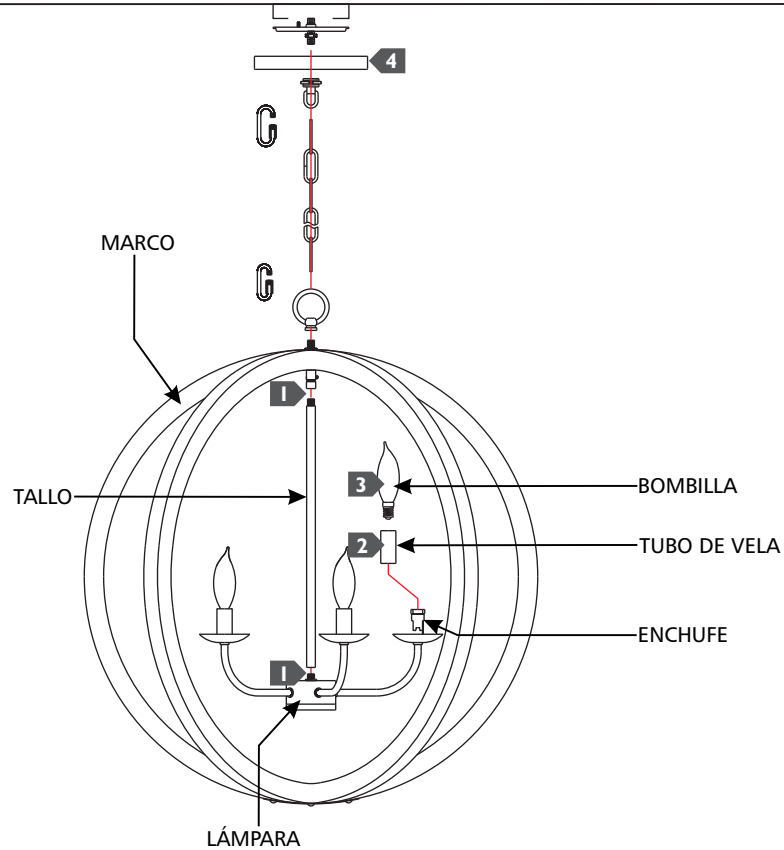 4
MARCO
1
3
BOMBILLA
TALLO
2
TUBO DE VELA
ENCHUFE
1
LÁMPARA